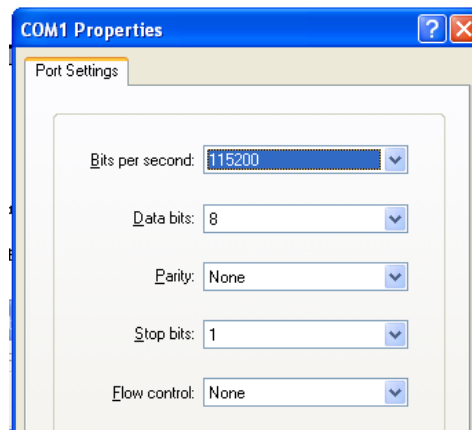 COM1 Properties
Port Settings
Bits per second: 115200
Data bits: 8
Parity: None
Stop bits: 1
Flow control: None